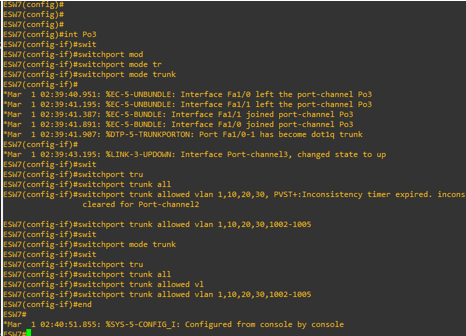 ESW7(config)#
ESW7(config)#
ESW7(config)#
ESW7(config)#int Po3
ESW7(config-if)#swit
ESW7(config-if)#switchport mod
ESW7(config-if)#switchport mode tr
ESW7(config-if)#switchport mode trunk
ESW7(config-if)#
*Mar  1 02:39:40.951: %EC-5-UNBUNDLE: Interface Fa1/0 left the port-channel Po3
*Mar  1 02:39:41.195: %EC-5-UNBUNDLE: Interface Fa1/1 left the port-channel Po3
*Mar  1 02:39:41.387: %EC-5-BUNDLE: Interface Fa1/1 joined port-channel Po3
*Mar  1 02:39:41.891: %EC-5-BUNDLE: Interface Fa1/0 joined port-channel Po3
*Mar  1 02:39:41.907: %DTP-5-TRUNKPORTON: Port Fa1/0-1 has become dot1q trunk
ESW7(config-if)#
*Mar  1 02:39:43.195: %LINK-3-UPDOWN: Interface Port-channel3, changed state to up
ESW7(config-if)#swit
ESW7(config-if)#switchport tru
ESW7(config-if)#switchport trunk all
ESW7(config-if)#switchport trunk allowed vlan 1,10,20,30, PVST+:Inconsistency timer expired. incons
cleared for Port-channel2
ESW7(config-if)#switchport trunk allowed vlan 1,10,20,30,1002-1005
ESW7(config-if)#swit
ESW7(config-if)#switchport mode trunk
ESW7(config-if)#swit
ESW7(config-if)#switchport tru
ESW7(config-if)#switchport trunk all
ESW7(config-if)#switchport trunk allowed vl
ESW7(config-if)#switchport trunk allowed vlan 1,10,20,30,1002-1005
ESW7(config-if)#end
ESW7#
*Mar  1 02:40:51.855: %SYS-5-CONFIG_I: Configured from console by console
ESW7#